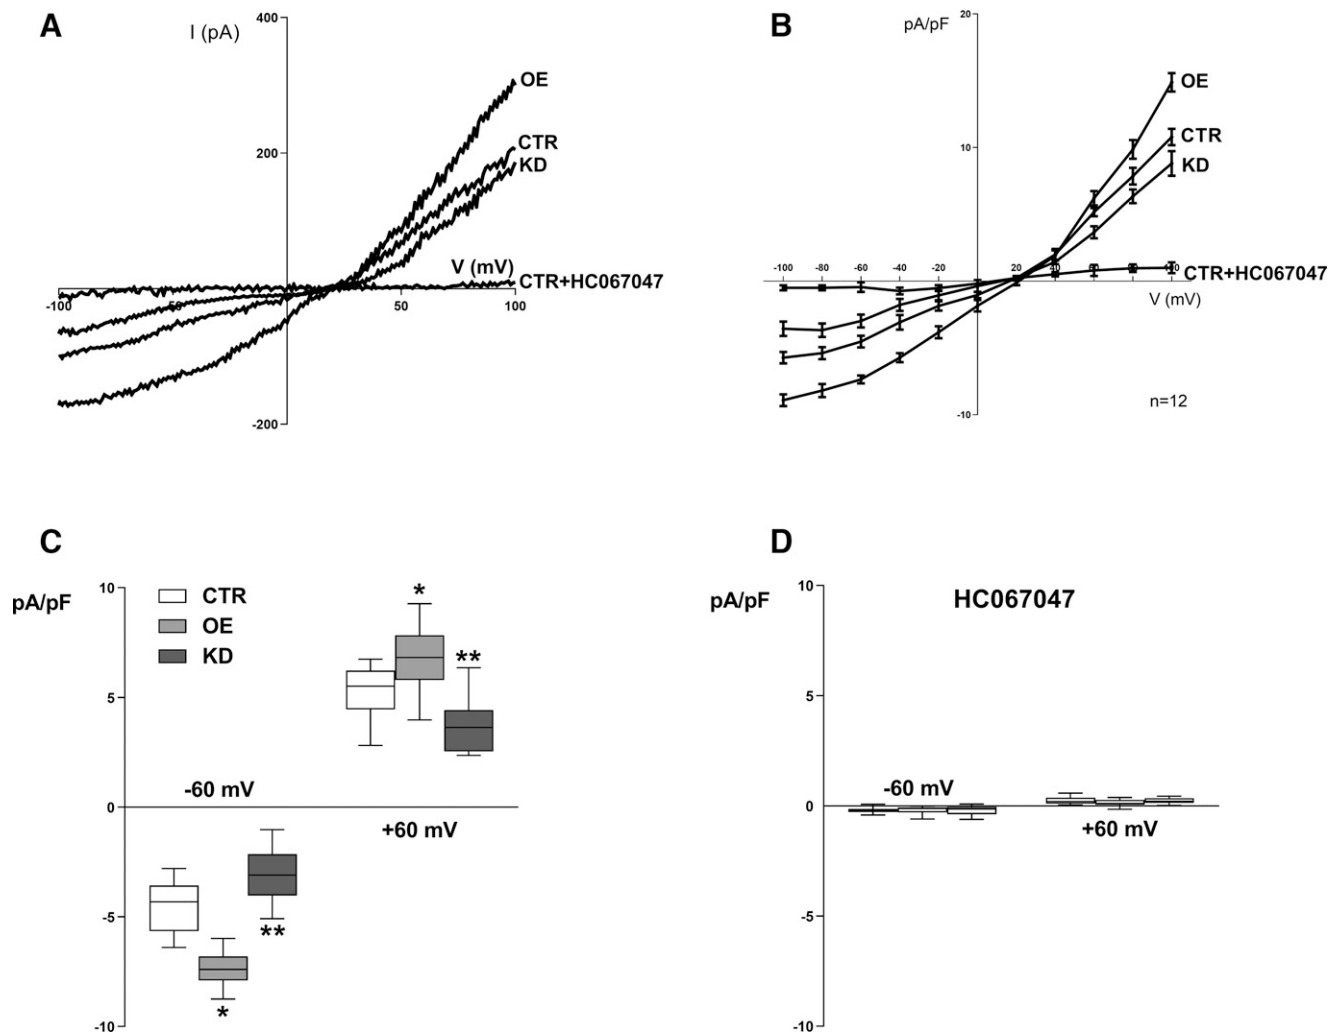 A
I (pA)
400
OE
200
CTR
KD
V (mV)
CTR+HC067047
-100
50
100
-200
B
pA/pF
20
OE
10
CTR
KD
-100 -80 -60 -40 -20 20 40
CTR+HC067047
V (mV)
n=12
-10
C
pA/pF
10
CTR
OE
KD
*
**
5
-60 mV
0
+60 mV
-5
**
*
-10
D
pA/pF
10
HC067047
5
-60 mV
0
+60 mV
-5
-10